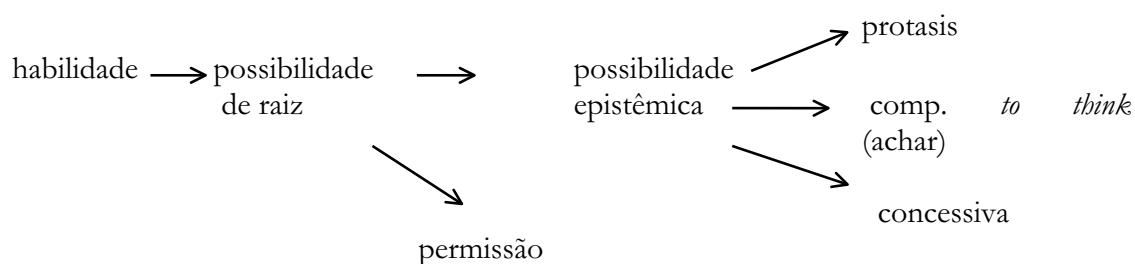 protasis
habilidade possibilidade possibilidade
de raiz epistêmica comp. to think
(achar)
concessiva
permissão